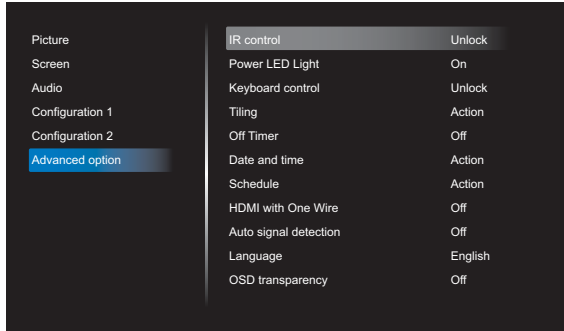 Picture
Screen
Audio
Configuration 1
Configuration 2
Advanced option
IR control Unlock
Power LED Light On
Keyboard control Unlock
Tiling Action
Off Timer Off
Date and time Action
Schedule Action
HDMI with One Wire Off
Auto signal detection Off
Language English
OSD transparency Off